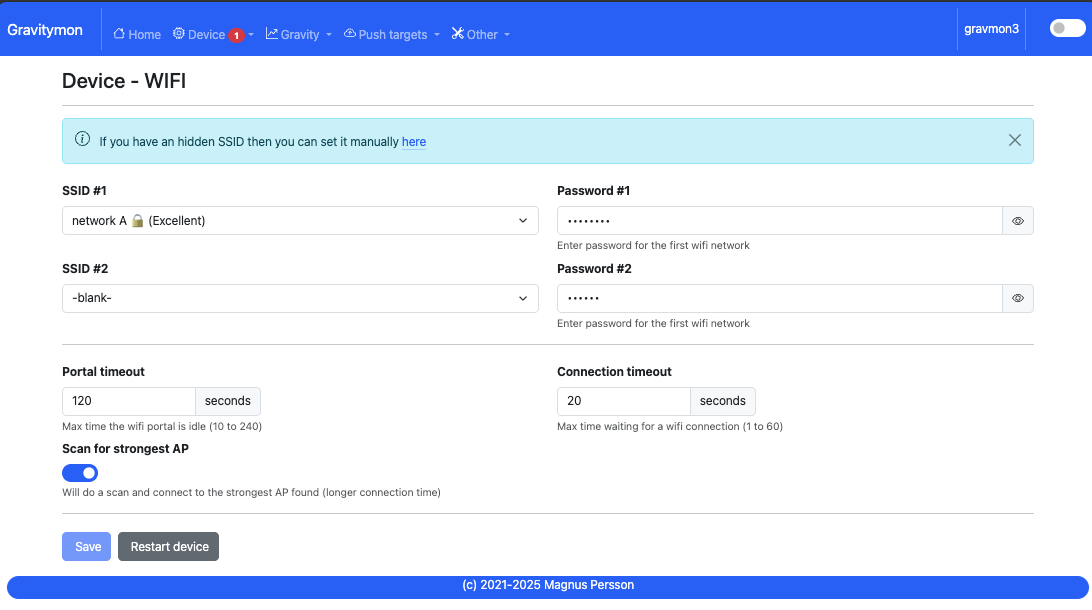 Gravitymon
Home Device 1 Gravity Push targets Other gravmon3
Device - WIFI
If you have an hidden SSID then you can set it manually here
SSID #1 Password #1
network A 🔒 (Excellent) ••••••••
Enter password for the first wifi network
SSID #2 Password #2
-blank- ••••••
Enter password for the first wifi network
Portal timeout Connection timeout
120 seconds 20 seconds
Max time the wifi portal is idle (10 to 240) Max time waiting for a wifi connection (1 to 60)
Scan for strongest AP
Will do a scan and connect to the strongest AP found (longer connection time)
Save Restart device
(c) 2021-2025 Magnus Persson